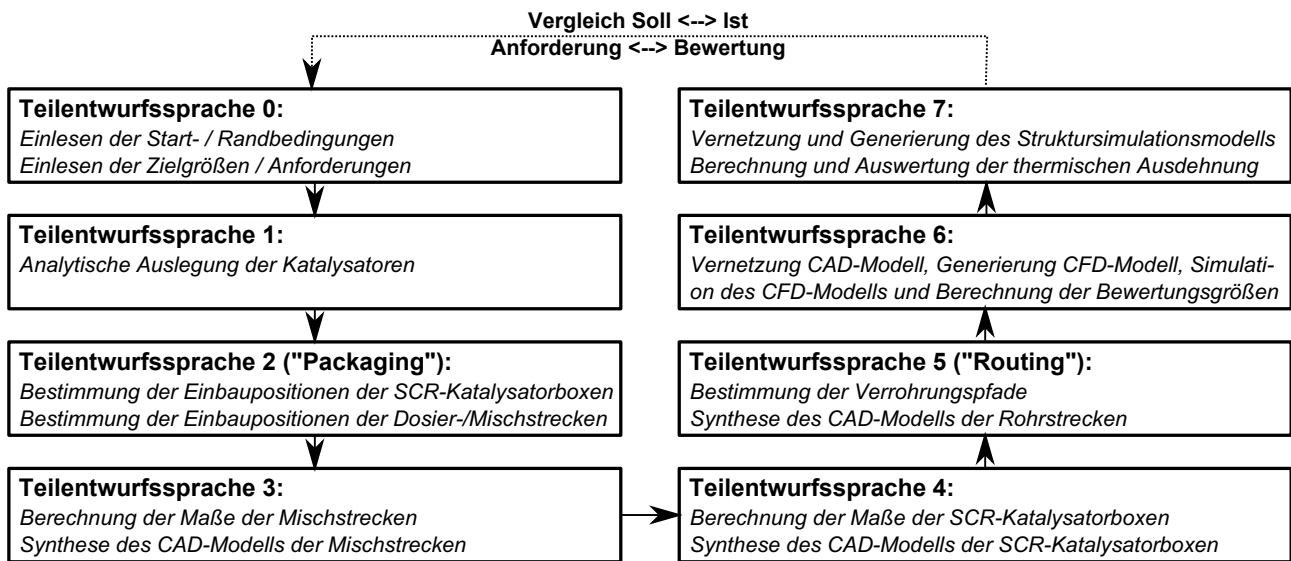 Vergleich Soll <--> Ist
Anforderung <--> Bewertung
Teilentwurfssprache 0:
Einlesen der Start- / Randbedingungen
Einlesen der Zielgrößen / Anforderungen
Teilentwurfssprache 1:
Analytische Auslegung der Katalysatoren
Teilentwurfssprache 2 ("Packaging"):
Bestimmung der Einbaupositionen der SCR-Katalysatorboxen
Bestimmung der Einbaupositionen der Dosier-/Mischstrecken
Teilentwurfssprache 3:
Berechnung der Maße der Mischstrecken
Synthese des CAD-Modells der Mischstrecken
Teilentwurfssprache 4:
Berechnung der Maße der SCR-Katalysatorboxen
Synthese des CAD-Modells der SCR-Katalysatorboxen
Teilentwurfssprache 5 ("Routing"):
Bestimmung der Verrohrungspfade
Synthese des CAD-Modells der Rohrstrecken
Teilentwurfssprache 6:
Vernetzung CAD-Modell, Generierung CFD-Modell, Simulati-
on des CFD-Modells und Berechnung der Bewertungsgrößen
Teilentwurfssprache 7:
Vernetzung und Generierung des Struktursimulationsmodells
Berechnung und Auswertung der thermischen Ausdehnung